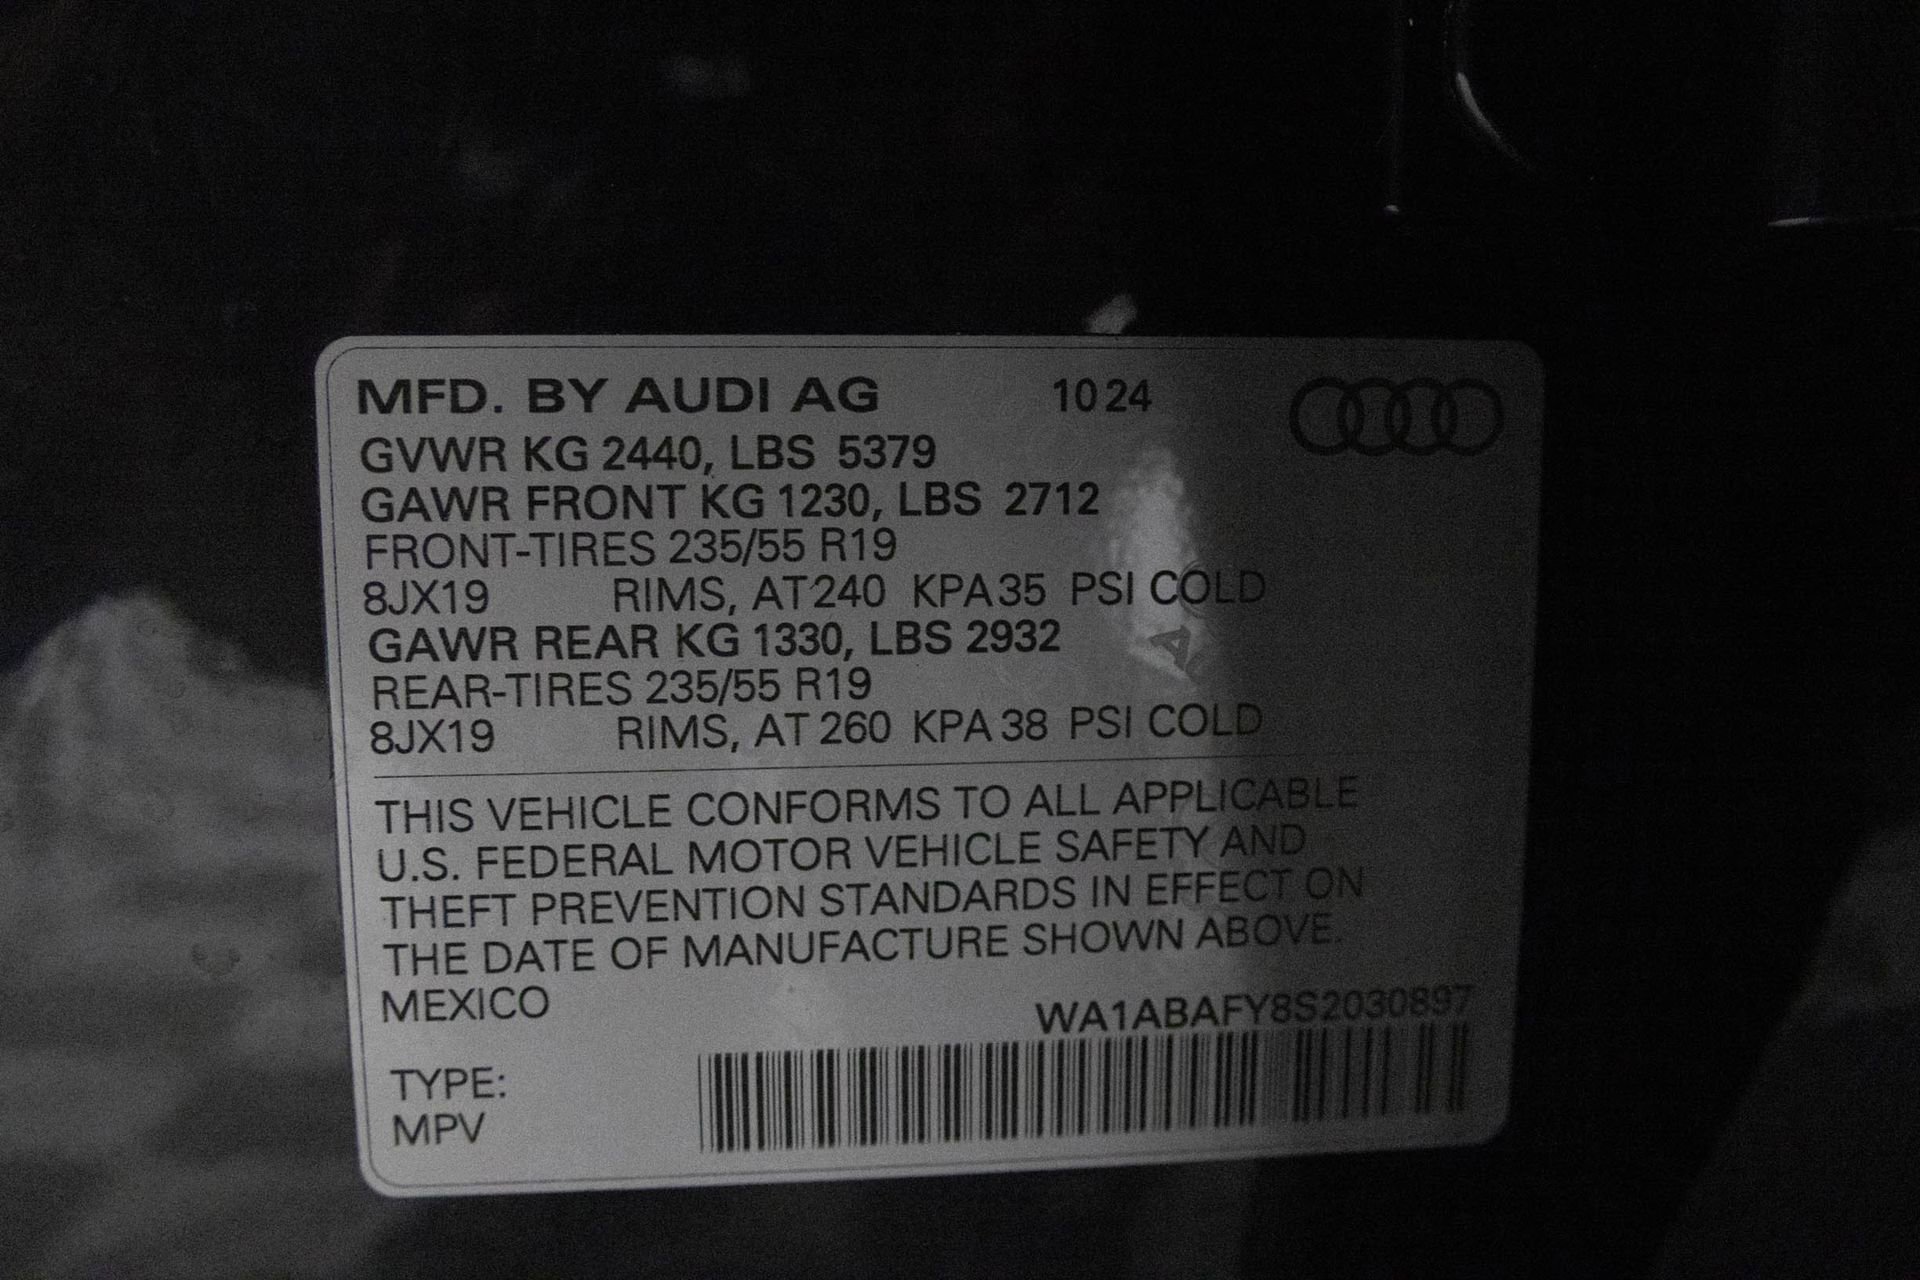 MFD. BY AUDI AG 10 24
GVWR KG 2440, LBS 5379
GAWR FRONT KG 1230, LBS 2712
FRONT-TIRES 235/55 R19
8JX19 RIMS, AT 240 KPA 35 PSI COLD
GAWR REAR KG 1330, LBS 2932
REAR-TIRES 235/55 R19
8JX19 RIMS, AT 260 KPA 38 PSI COLD
THIS VEHICLE CONFORMS TO ALL APPLICABLE
U.S. FEDERAL MOTOR VEHICLE SAFETY AND
THEFT PREVENTION STANDARDS IN EFFECT ON
THE DATE OF MANUFACTURE SHOWN ABOVE.
MEXICO
WA1ABAFY8S2030897
TYPE:
MPV